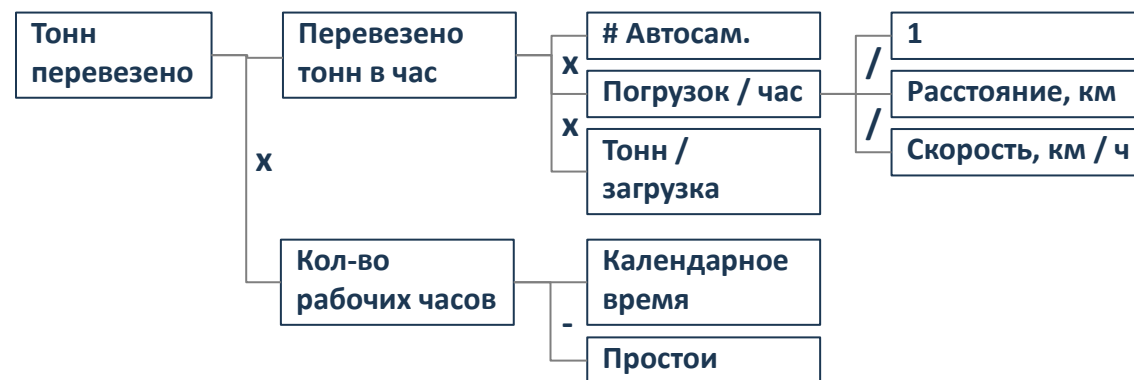 Тонн
перевезено
x
Перевезено
тонн в час
x
x
# Автосам.
Погрузок / час
Тонн /
загрузка
/
/
1
Расстояние, км
Скорость, км / ч
Кол-во
рабочих часов
-
Календарное
время
Простои